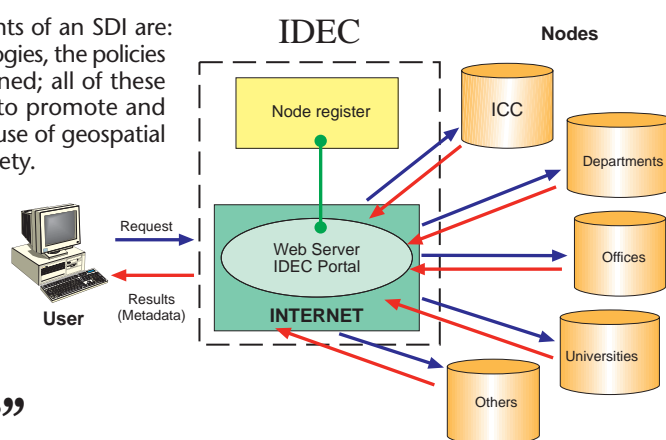 nts of an SDI are:
ogies, the policies
ned; all of these
to promote and
use of geospatial
ety.
IDEC
Nodes
Node register
ICC
Departments
Request
Web Server
IDEC Portal
Offices
Results
(Metadata)
User
INTERNET
Universities
Others
”